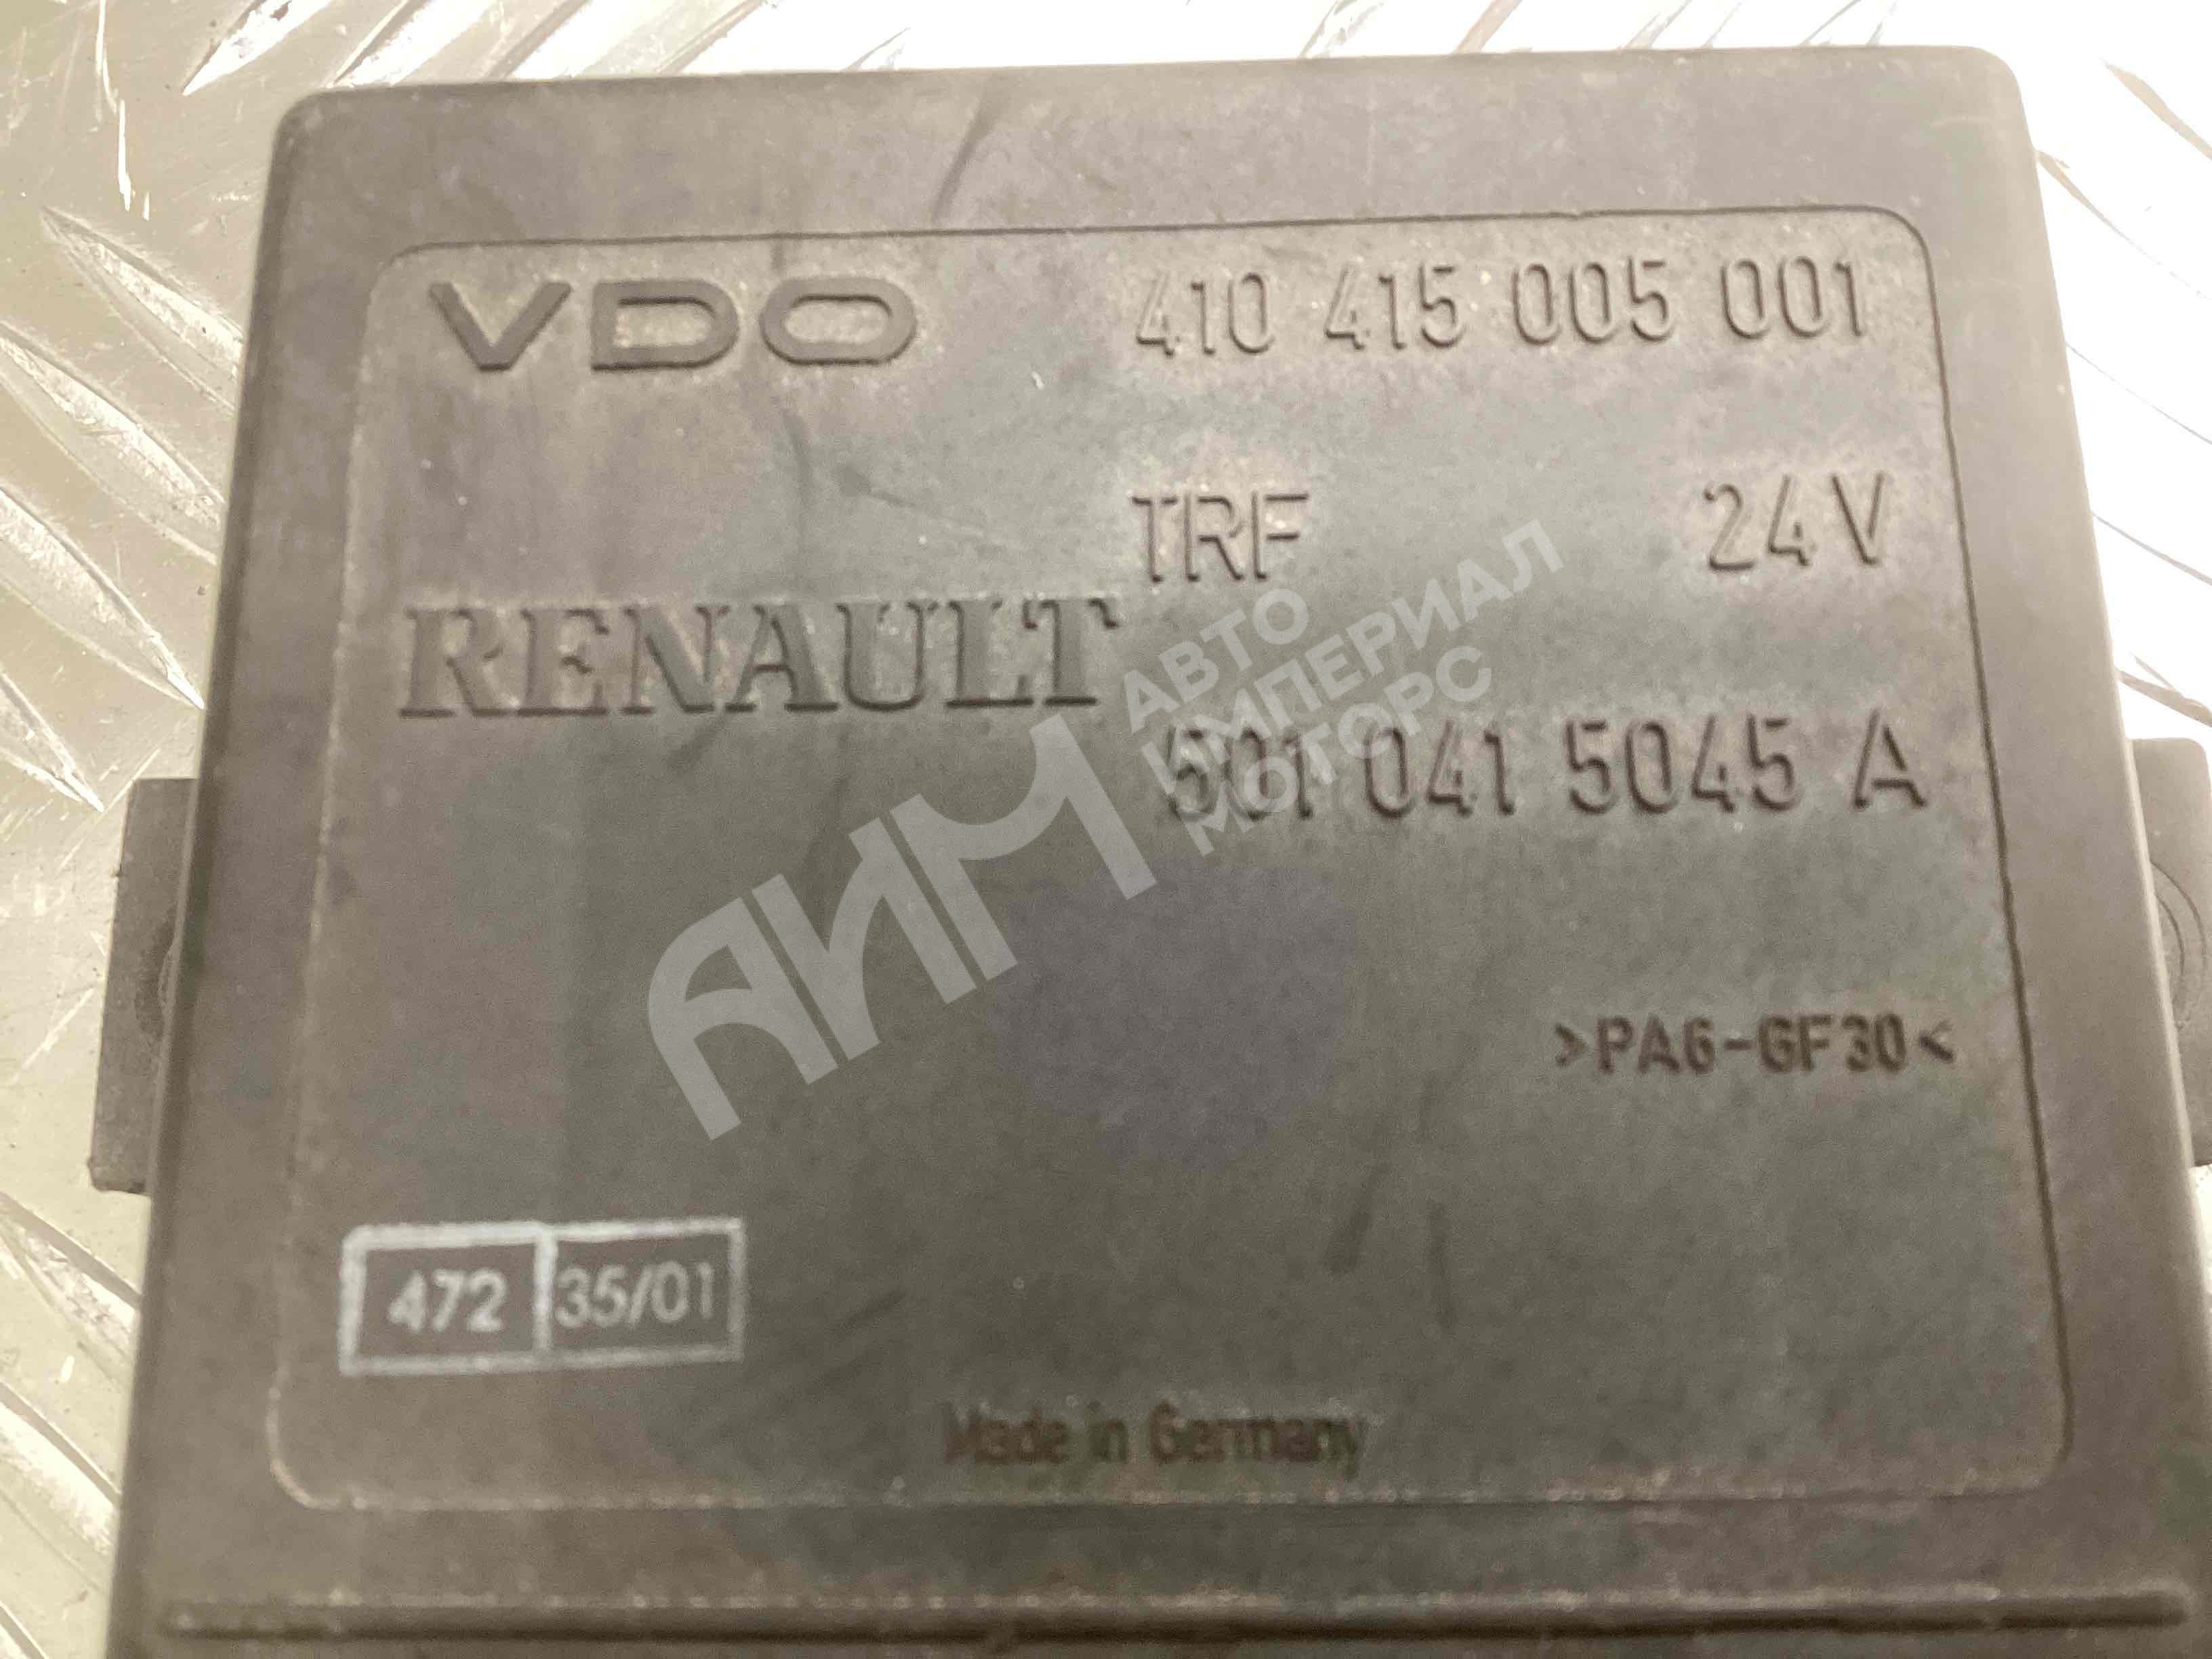 VDO 410 415 005 001
TRF 24V
RENAULT
501 041 5045 A
АИМ
АВТО
ИМПЕРИАЛ
МОТОРС
>PA6-GF30<
472 35/01
Made in Germany